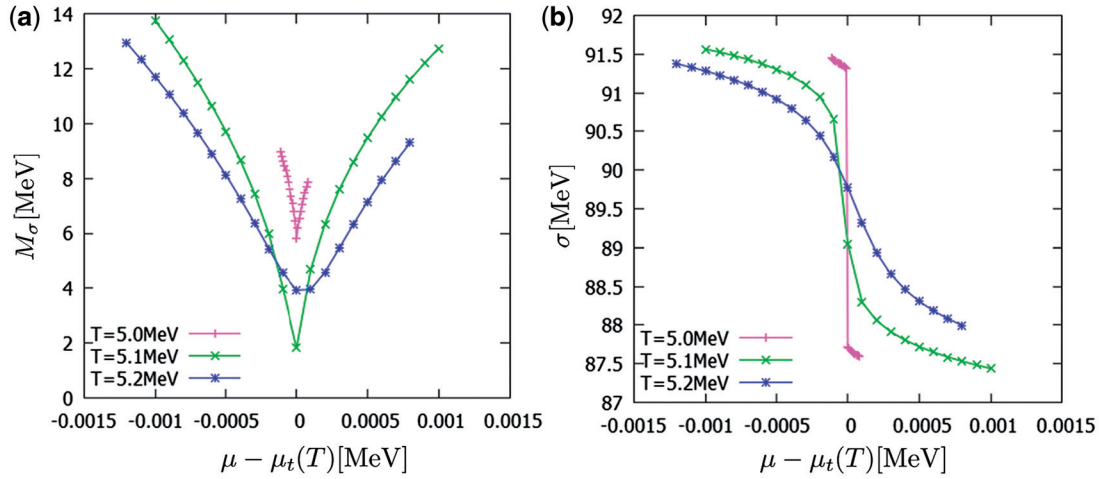 (a)
14
12
10
8
6
4
2
0
Mσ[MeV]
T=5.0MeV
T=5.1MeV
T=5.2MeV
-0.0015 -0.001 -0.0005 0 0.0005 0.001 0.0015
μ − μt(T)[MeV]
(b)
92
91.5
91
90.5
90
89.5
89
88.5
88
87.5
87
σ[MeV]
T=5.0MeV
T=5.1MeV
T=5.2MeV
-0.0015 -0.001 -0.0005 0 0.0005 0.001 0.0015
μ − μt(T)[MeV]